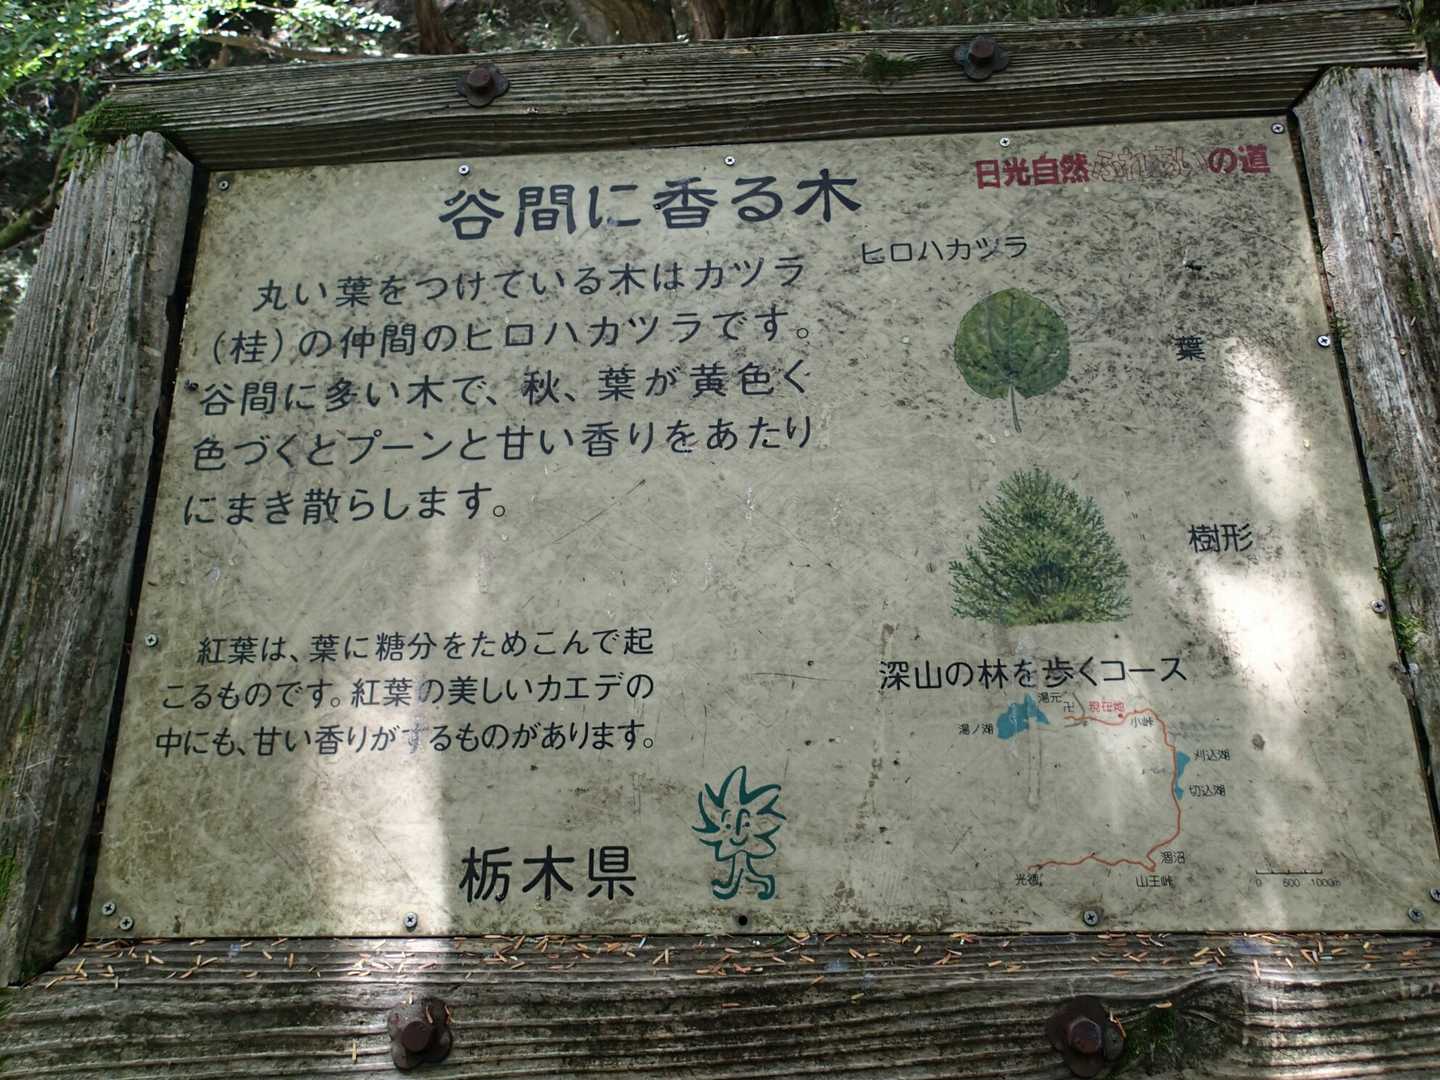 日光自然ふれあいの道
谷間に香る木
丸い葉をつけている木はカツラ
（桂）の仲間のヒロハカツラです。
谷間に多い木で、秋、葉が黄色く
色づくとプーンと甘い香りをあたり
にまき散らします。
紅葉は、葉に糖分をためこんで起
こるものです。紅葉の美しいカエデの
中にも、甘い香りがするものがあります。
栃木県
ヒロハカツラ
葉
樹形
深山の林を歩くコース
湯元
卍
現在地
小峠
湯ノ湖
刈込湖
切込湖
涸沼
光徳
山王峠
0 500 1000m